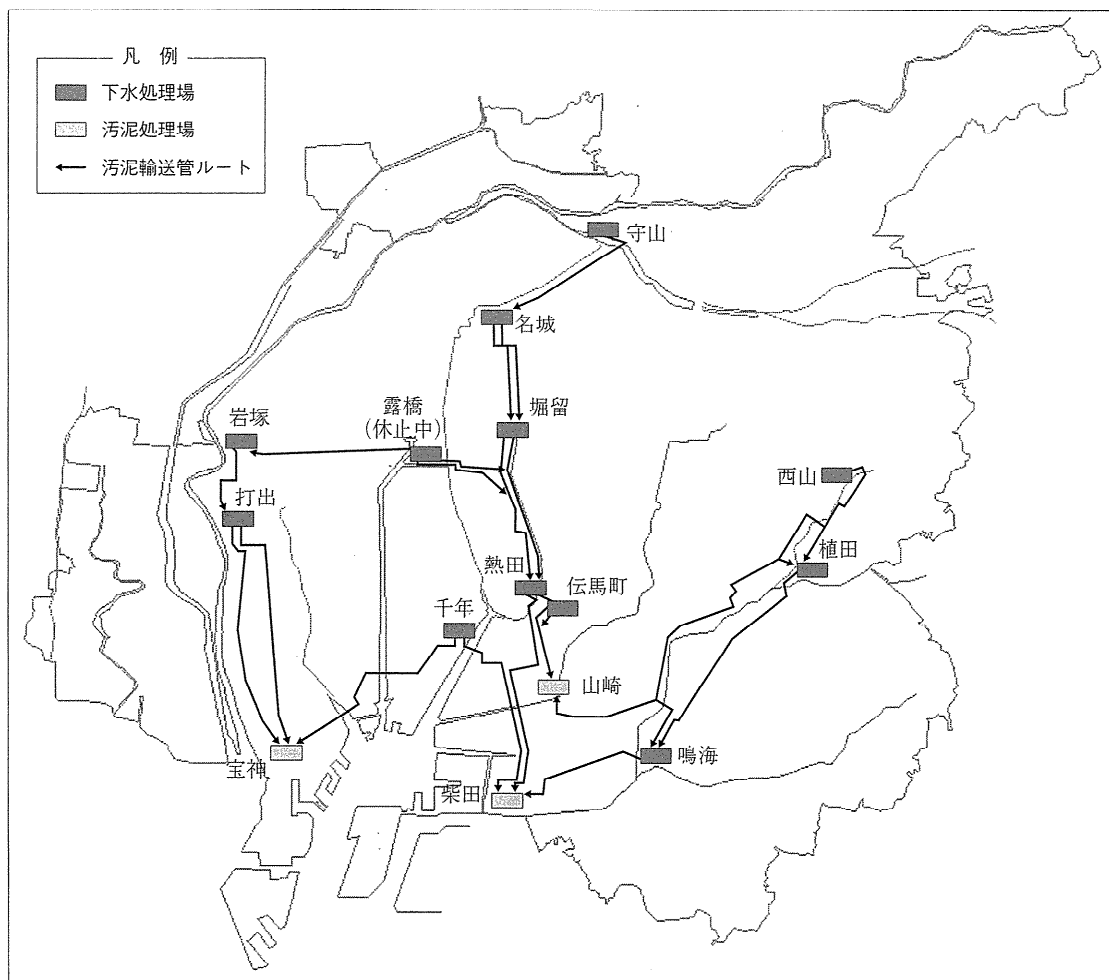 凡 例
下水処理場
汚泥処理場
汚泥輸送管ルート
守山
名城
堀留
露橋
(休止中)
岩塚
西山
打出
植田
熱田
伝馬町
千年
山崎
宝神
鳴海
柴田